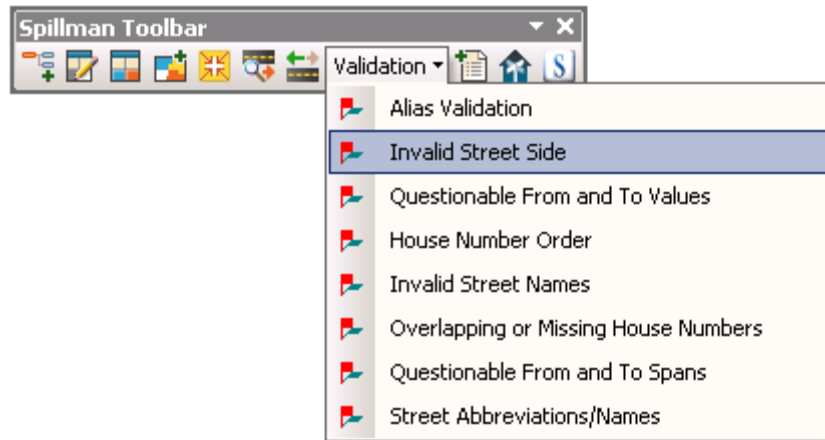 Spillman Toolbar
Validation S
Alias Validation
Invalid Street Side
Questionable From and To Values
House Number Order
Invalid Street Names
Overlapping or Missing House Numbers
Questionable From and To Spans
Street Abbreviations/Names